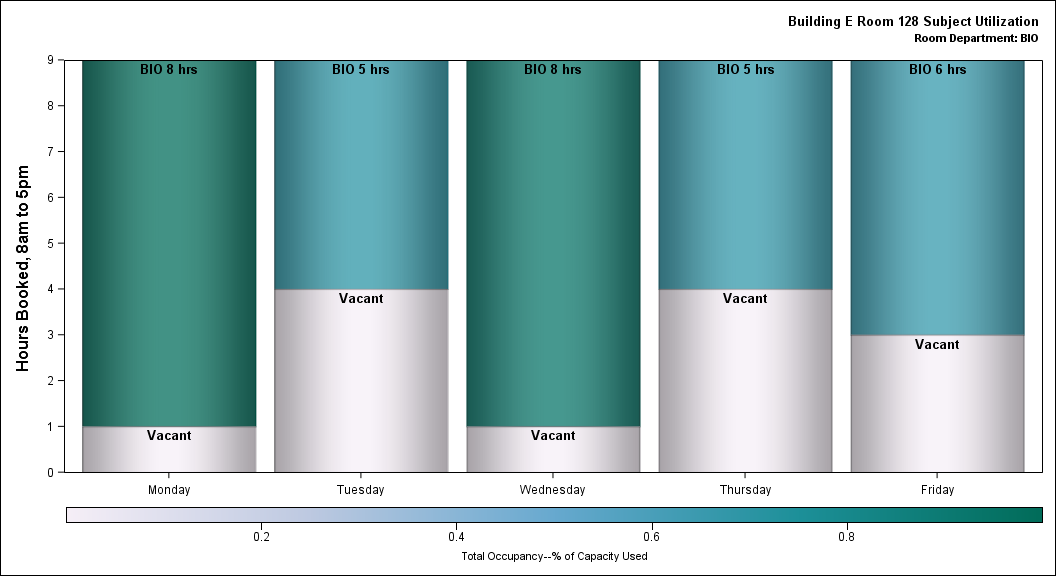 Building E Room 128 Subject Utilization
Room Department: BIO
Hours Booked, 8am to 5pm
9
8
7
6
5
4
3
2
1
0
BIO 8 hrs
BIO 5 hrs
BIO 8 hrs
BIO 5 hrs
BIO 6 hrs
Vacant
Vacant
Vacant
Vacant
Vacant
Monday
Tuesday
Wednesday
Thursday
Friday
0.2
0.4
0.6
0.8
Total Occupancy--% of Capacity Used